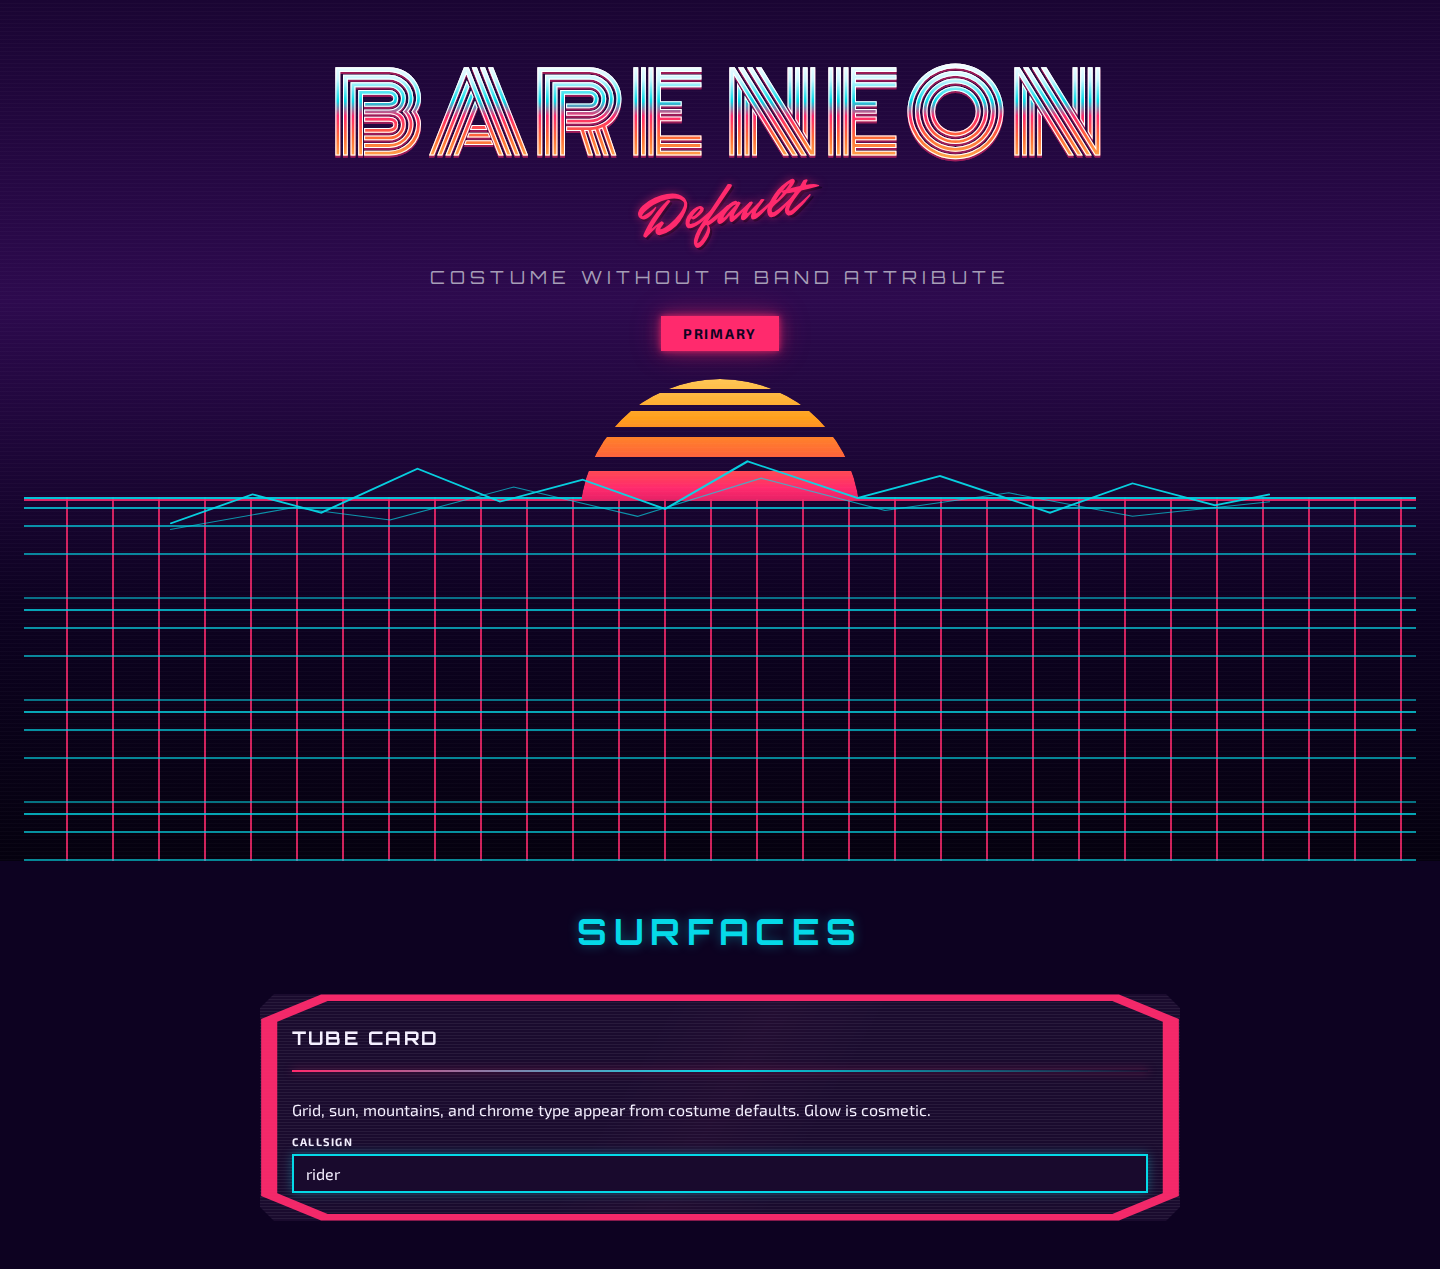 BARE NEON
Default
COSTUME WITHOUT A BAND ATTRIBUTE
PRIMARY
SURFACES
TUBE CARD
Grid, sun, mountains, and chrome type appear from costume defaults. Glow is cosmetic.
CALLSIGN
rider